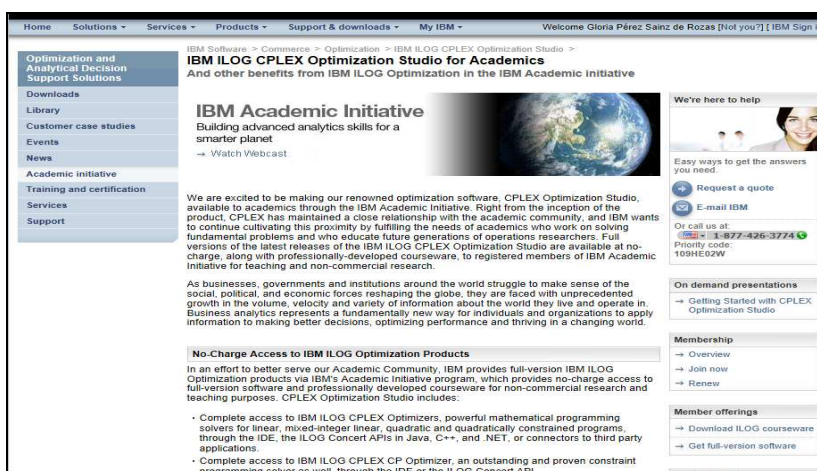 Home Solutions Services Products Support & downloads My IBM Welcome Gloria Pérez Sainz de Rozas [Not you?] [ IBM Sign
IBM Software > Commerce > Optimization > IBM ILOG CPLEX Optimization Studio >
IBM ILOG CPLEX Optimization Studio for Academics
And other benefits from IBM ILOG Optimization in the IBM Academic initiative
Optimization and
Analytical Decision
Support Solutions
Downloads
Library
Customer case studies
Events
News
Academic initiative
Training and certification
Services
Support
IBM Academic Initiative
Building advanced analytics skills for a
smarter planet
→ Watch Webcast
We are excited to be making our renowned optimization software, CPLEX Optimization Studio,
available to academics through the IBM Academic Initiative. Right from the inception of the
product, CPLEX has maintained a close relationship with the academic community, and IBM wants
to continue cultivating this proximity by fulfilling the needs of academics who work on solving
fundamental problems and who educate future generations of operations researchers. Full
versions of the latest releases of the IBM ILOG CPLEX Optimization Studio are available at no-
charge, along with professionally-developed courseware, to registered members of IBM Academic
Initiative for teaching and non-commercial research.
As businesses, governments and institutions around the world struggle to make sense of the
social, political, and economic forces reshaping the globe, they are faced with unprecedented
growth in the volume, velocity and variety of information about the world they live and operate in.
Business analytics represents a fundamentally new way for individuals and organizations to apply
information to making better decisions, optimizing performance and thriving in a changing world.
No-Charge Access to IBM ILOG Optimization Products
In an effort to better serve our Academic Community, IBM provides full-version IBM ILOG
Optimization products via IBM's Academic Initiative program, which provides no-charge access to
full-version software and professionally developed courseware for non-commercial research and
teaching purposes. CPLEX Optimization Studio includes:
• Complete access to IBM ILOG CPLEX Optimizers, powerful mathematical programming
solvers for linear, mixed-integer linear, quadratic and quadratically constrained programs,
through the IDE, the ILOG Concert APIs in Java, C++, and .NET, or connectors to third party
applications.
• Complete access to IBM ILOG CPLEX CP Optimizer, an outstanding and proven constraint
programming solver as well, through the IDE or the ILOG Concert API
We're here to help
Easy ways to get the answers
you need.
Request a quote
E-mail IBM
Or call us at:
1-877-426-3774
Priority code:
109HE02W
On demand presentations
→ Getting Started with CPLEX
Optimization Studio
Membership
→ Overview
→ Join now
→ Renew
Member offerings
→ Download ILOG courseware
→ Get full-version software